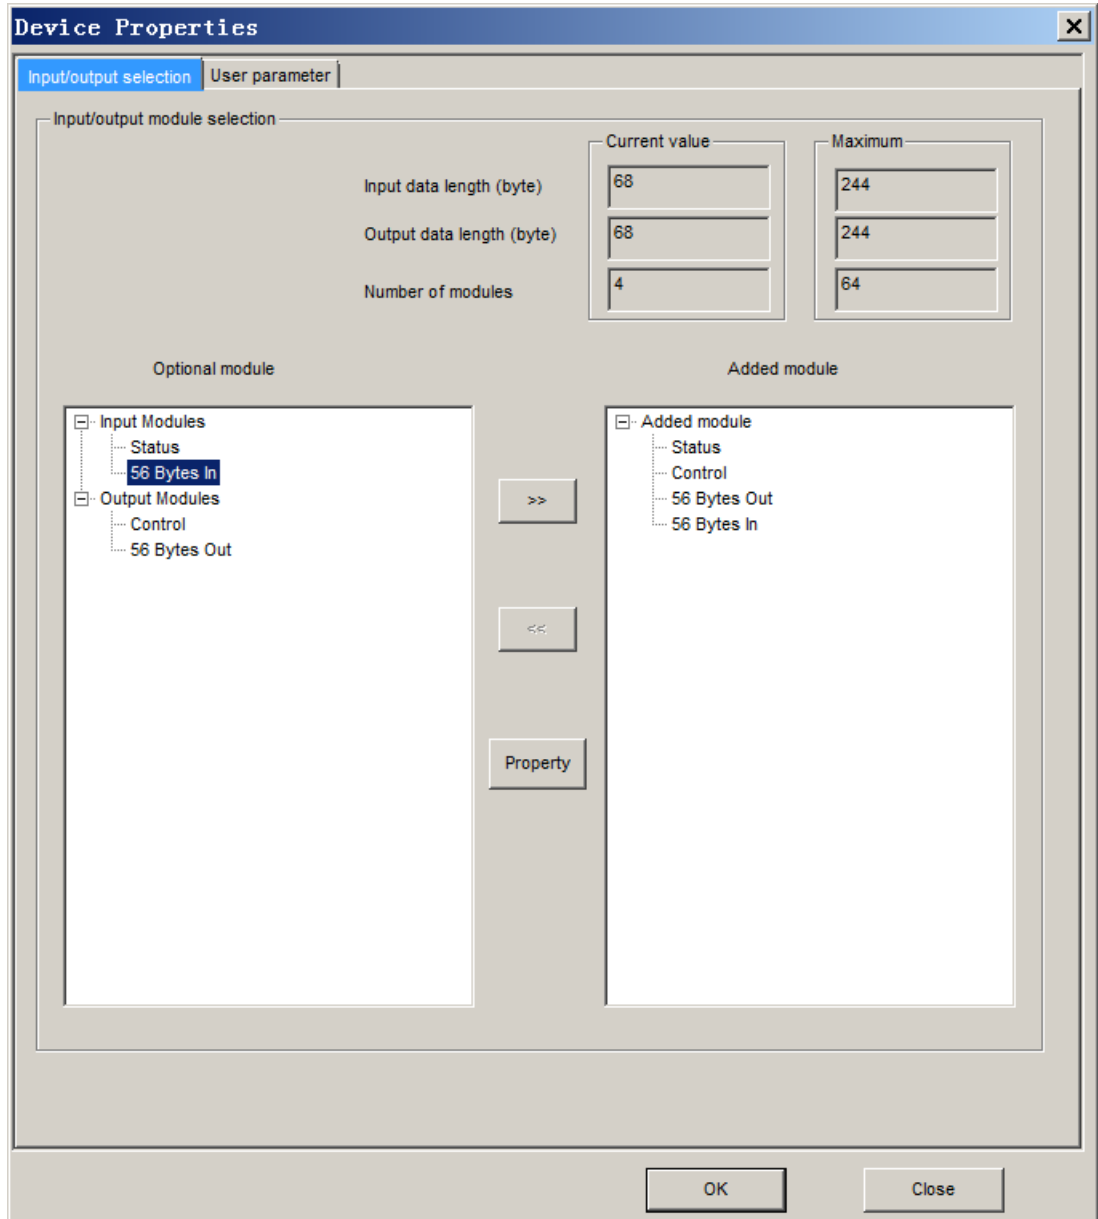 Device Properties
Input/output selection
User parameter
Input/output module selection
Current value
Maximum
Input data length (byte)
68
244
Output data length (byte)
68
244
Number of modules
4
64
Optional module
Added module
Input Modules
Status
56 Bytes In
Output Modules
Control
56 Bytes Out
>>
<<
Property
Added module
Status
Control
56 Bytes Out
56 Bytes In
OK
Close